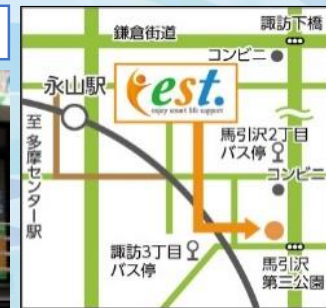 鎌倉街道
諏訪下橋
コンビニ
永山駅
est.
enjoy smart life support
至 多摩センター駅
馬引沢2丁目
バス停
コンビニ
諏訪3丁目
バス停
馬引沢
第三公園